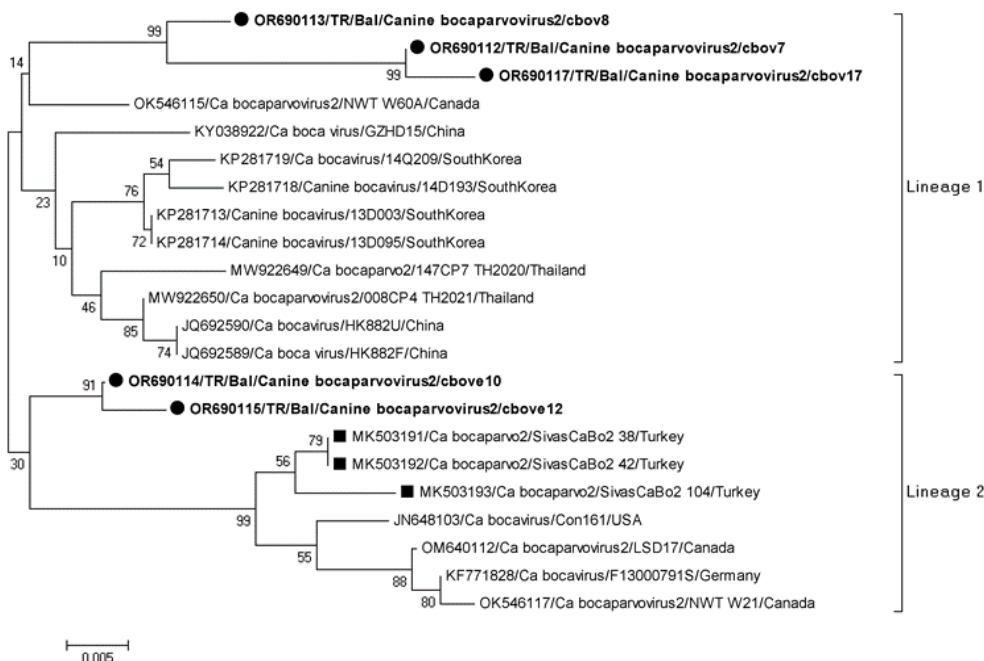 OR690113/TR/Bal/Canine bocaparvovirus2/cbov8
99
OR690112/TR/Bal/Canine bocaparvovirus2/cbov7
14
99
OR690117/TR/Bal/Canine bocaparvovirus2/cbov17
OK546115/Ca bocaparvovirus2/NWT W60A/Canada
KY038922/Ca boca virus/GZHD15/China
54
KP281719/Ca bocavirus/14Q209/SouthKorea
76
KP281718/Canine bocavirus/14D193/SouthKorea
Lineage 1
23
KP281713/Canine bocavirus/13D003/SouthKorea
72
KP281714/Canine bocavirus/13D095/SouthKorea
10
MW922649/Ca bocaparvo2/147CP7 TH2020/Thailand
46
MW922650/Ca bocaparvovirus2/008CP4 TH2021/Thailand
85
JQ692590/Ca bocavirus/HK882U/China
74
JQ692589/Ca boca virus/HK882F/China
91
OR690114/TR/Bal/Canine bocaparvovirus2/cbove10
OR690115/TR/Bal/Canine bocaparvovirus2/cbove12
79
MK503191/Ca bocaparvo2/SivasCaBo2 38/Turkey
30
56
MK503192/Ca bocaparvo2/SivasCaBo2 42/Turkey
MK503193/Ca bocaparvo2/SivasCaBo2 104/Turkey
Lineage 2
99
JN648103/Ca bocavirus/Con161/USA
55
OM640112/Ca bocaparvovirus2/LSD17/Canada
88
KF771828/Ca bocavirus/F13000791S/Germany
80
OK546117/Ca bocaparvovirus2/NWT W21/Canada
0.005